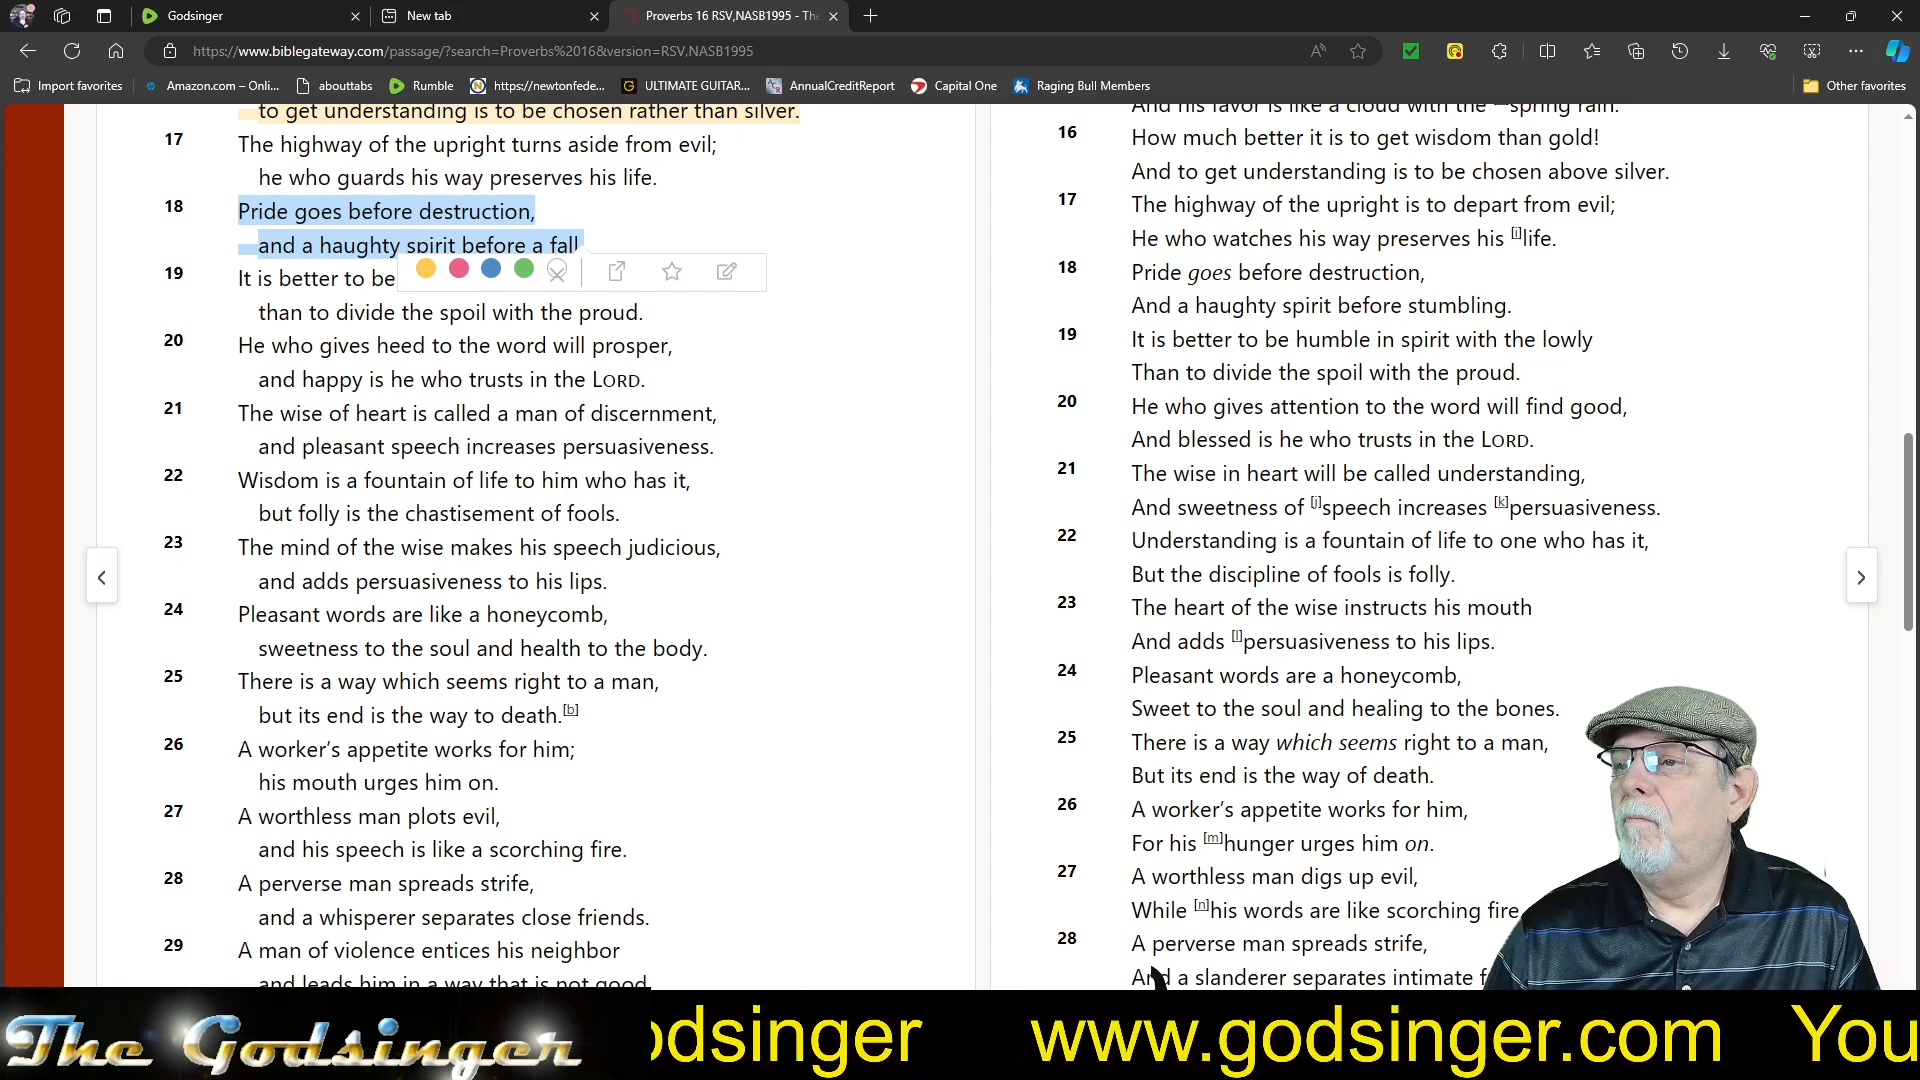 Godsinger
New tab
Proverbs 16 RSV,NASB1995 - The
https://www.biblegateway.com/passage/?search=Proverbs%2016&version=RSV,NASB1995
Import favorites
Amazon.com – Onli...
abouttabs
Rumble
https://newtonfede...
ULTIMATE GUITAR...
AnnualCreditReport
Capital One
Raging Bull Members
Other favorites
to get understanding is to be chosen rather than silver.
17 The highway of the upright turns aside from evil;
he who guards his way preserves his life.
18 Pride goes before destruction,
and a haughty spirit before a fall
19 It is better to be
than to divide the spoil with the proud.
20 He who gives heed to the word will prosper,
and happy is he who trusts in the LORD.
21 The wise of heart is called a man of discernment,
and pleasant speech increases persuasiveness.
22 Wisdom is a fountain of life to him who has it,
but folly is the chastisement of fools.
23 The mind of the wise makes his speech judicious,
and adds persuasiveness to his lips.
24 Pleasant words are like a honeycomb,
sweetness to the soul and health to the body.
25 There is a way which seems right to a man,
but its end is the way to death.[b]
26 A worker’s appetite works for him;
his mouth urges him on.
27 A worthless man plots evil,
and his speech is like a scorching fire.
28 A perverse man spreads strife,
and a whisperer separates close friends.
29 A man of violence entices his neighbor
and leads him in a way that is not good.
And his favor is like a cloud with the spring rain.
16 How much better it is to get wisdom than gold!
And to get understanding is to be chosen above silver.
17 The highway of the upright is to depart from evil;
He who watches his way preserves his [i]life.
18 Pride goes before destruction,
And a haughty spirit before stumbling.
19 It is better to be humble in spirit with the lowly
Than to divide the spoil with the proud.
20 He who gives attention to the word will find good,
And blessed is he who trusts in the LORD.
21 The wise in heart will be called understanding,
And sweetness of [j]speech increases [k]persuasiveness.
22 Understanding is a fountain of life to one who has it,
But the discipline of fools is folly.
23 The heart of the wise instructs his mouth
And adds [l]persuasiveness to his lips.
24 Pleasant words are a honeycomb,
Sweet to the soul and healing to the bones.
25 There is a way which seems right to a man,
But its end is the way of death.
26 A worker’s appetite works for him,
For his [m]hunger urges him on.
27 A worthless man digs up evil,
While [n]his words are like scorching fire
28 A perverse man spreads strife,
And a slanderer separates intimate f
The Godsinger
odsinger www.godsinger.com You